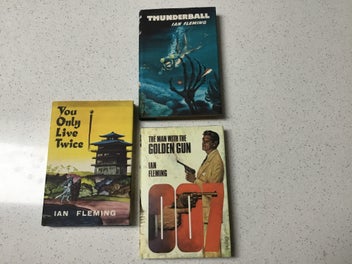 THUNDERBALL
IAN FLEMING
You
Only
Live
Twice
IAN FLEMING
THE MAN WITH THE
GOLDEN GUN
IAN
FLEMING
007